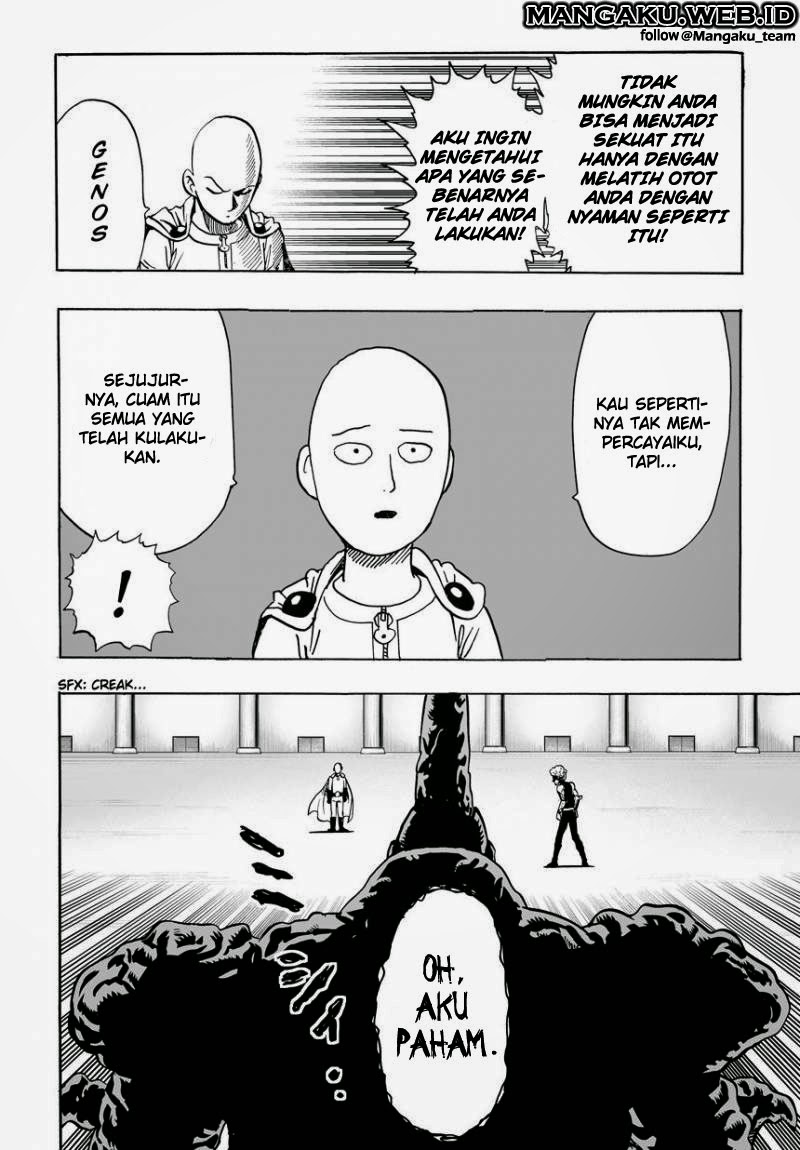 MANGAKU.WEB.ID
follow @Mangaku_team
TIDAK
MUNGKIN ANDA
BISA MENJADI
SEKUAT ITU
HANYA DENGAN
MELATIH OTOT
ANDA DENGAN
NYAMAN SEPERTI
ITU!
AKU INGIN
MENGETAHUI
APA YANG SE-
BENARNYA
TELAH ANDA
LAKUKAN!
GENOS
KAU SEPERTI-
NYA TAK MEM-
PERCAYAIKU,
TAPI...
SEJUJUR-
NYA, CUAM ITU
SEMUA YANG
TELAH KULAKU-
KAN.
!
SFX: CREAK...
OH,
AKU
PAHAM.